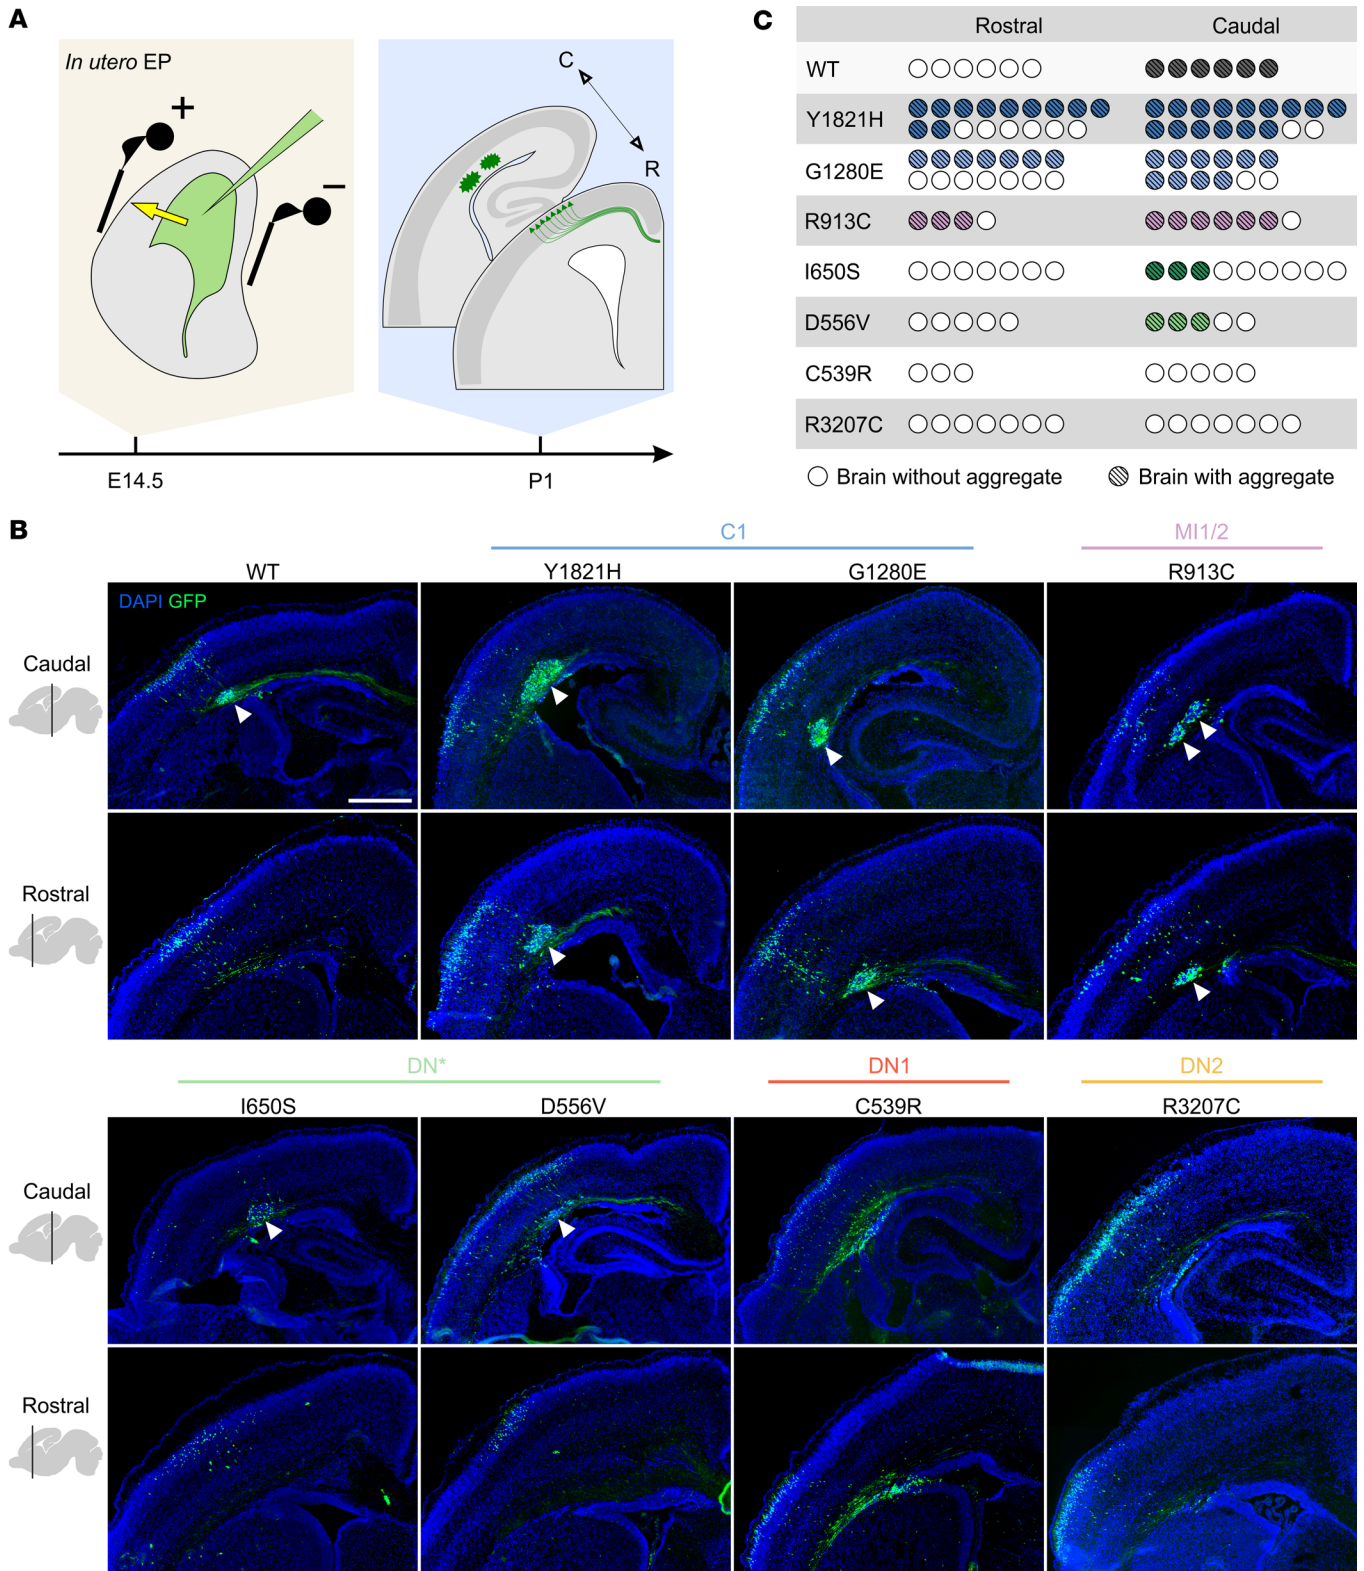 A
In utero EP
+
−
C
R
E14.5
P1
C
Rostral Caudal
WT
Y1821H
G1280E
R913C
I650S
D556V
C539R
R3207C
Brain without aggregate Brain with aggregate
B
C1 MI1/2
WT Y1821H G1280E R913C
DAPI GFP
Caudal
Rostral
DN* DN1 DN2
I650S D556V C539R R3207C
Caudal
Rostral